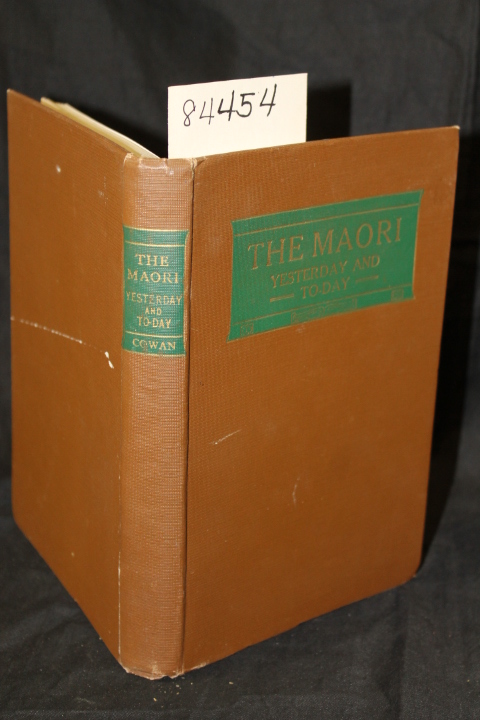 84454
THE
MAORI
YESTERDAY
AND
TO-DAY
COWAN
THE MAORI
YESTERDAY AND
TO-DAY